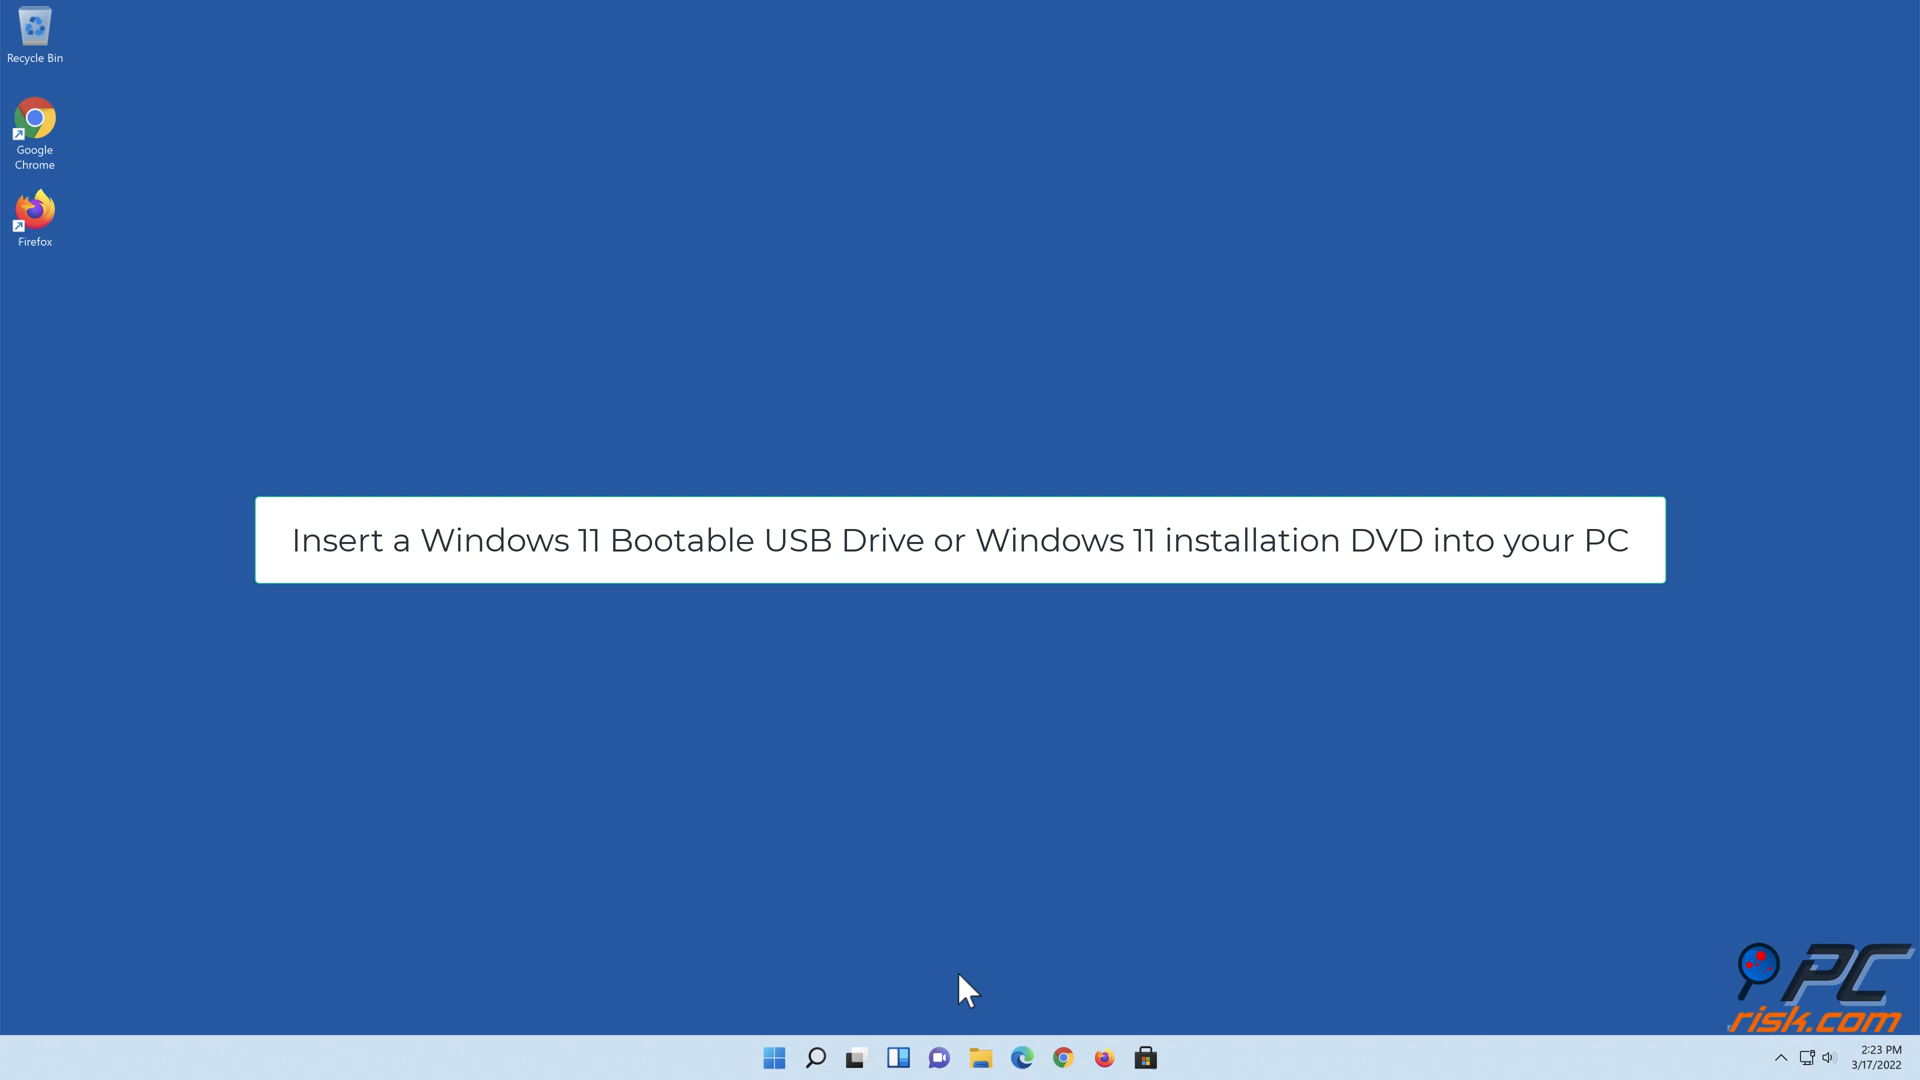 Recycle Bin
Google
Chrome
Firefox
Insert a Windows 11 Bootable USB Drive or Windows 11 installation DVD into your PC
PC
risk.com
2:23 PM
3/17/2022